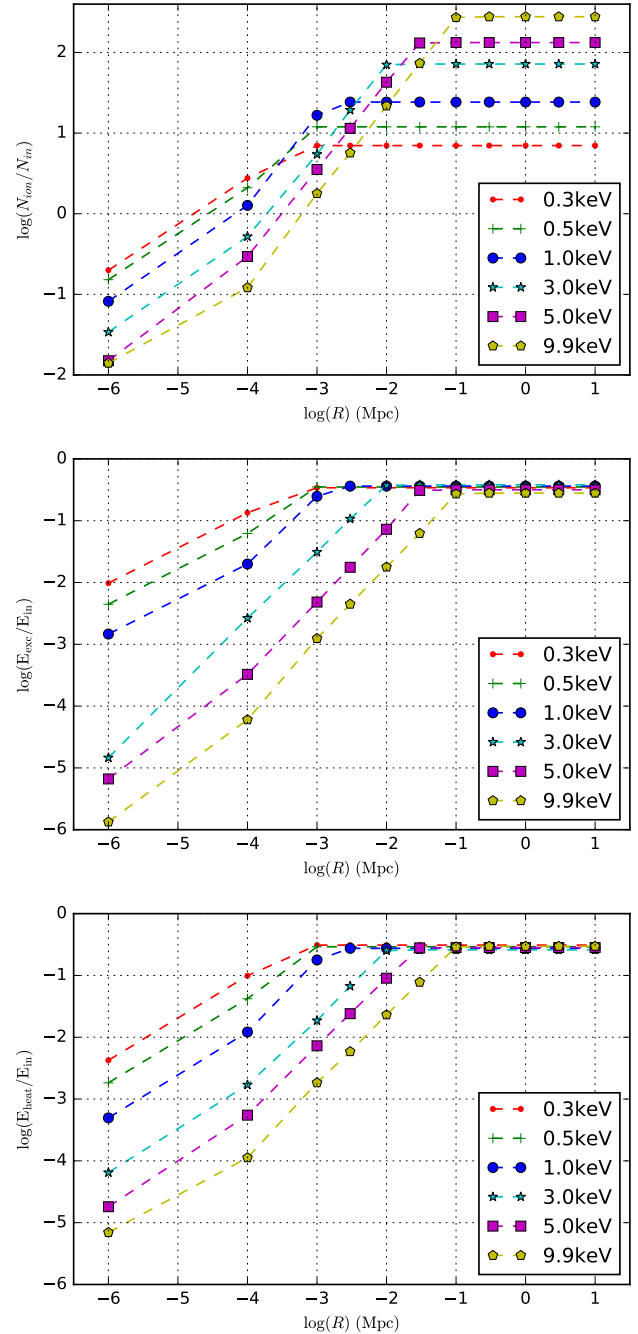 2
1
0
−1
−2
log(N_ion/N_in)
0.3keV
0.5keV
1.0keV
3.0keV
5.0keV
9.9keV
−6 −5 −4 −3 −2 −1 0 1
log(R) (Mpc)
0
−1
−2
−3
−4
−5
−6
log(E_exc/E_in)
0.3keV
0.5keV
1.0keV
3.0keV
5.0keV
9.9keV
−6 −5 −4 −3 −2 −1 0 1
log(R) (Mpc)
0
−1
−2
−3
−4
−5
−6
log(E_heat/E_in)
0.3keV
0.5keV
1.0keV
3.0keV
5.0keV
9.9keV
−6 −5 −4 −3 −2 −1 0 1
log(R) (Mpc)